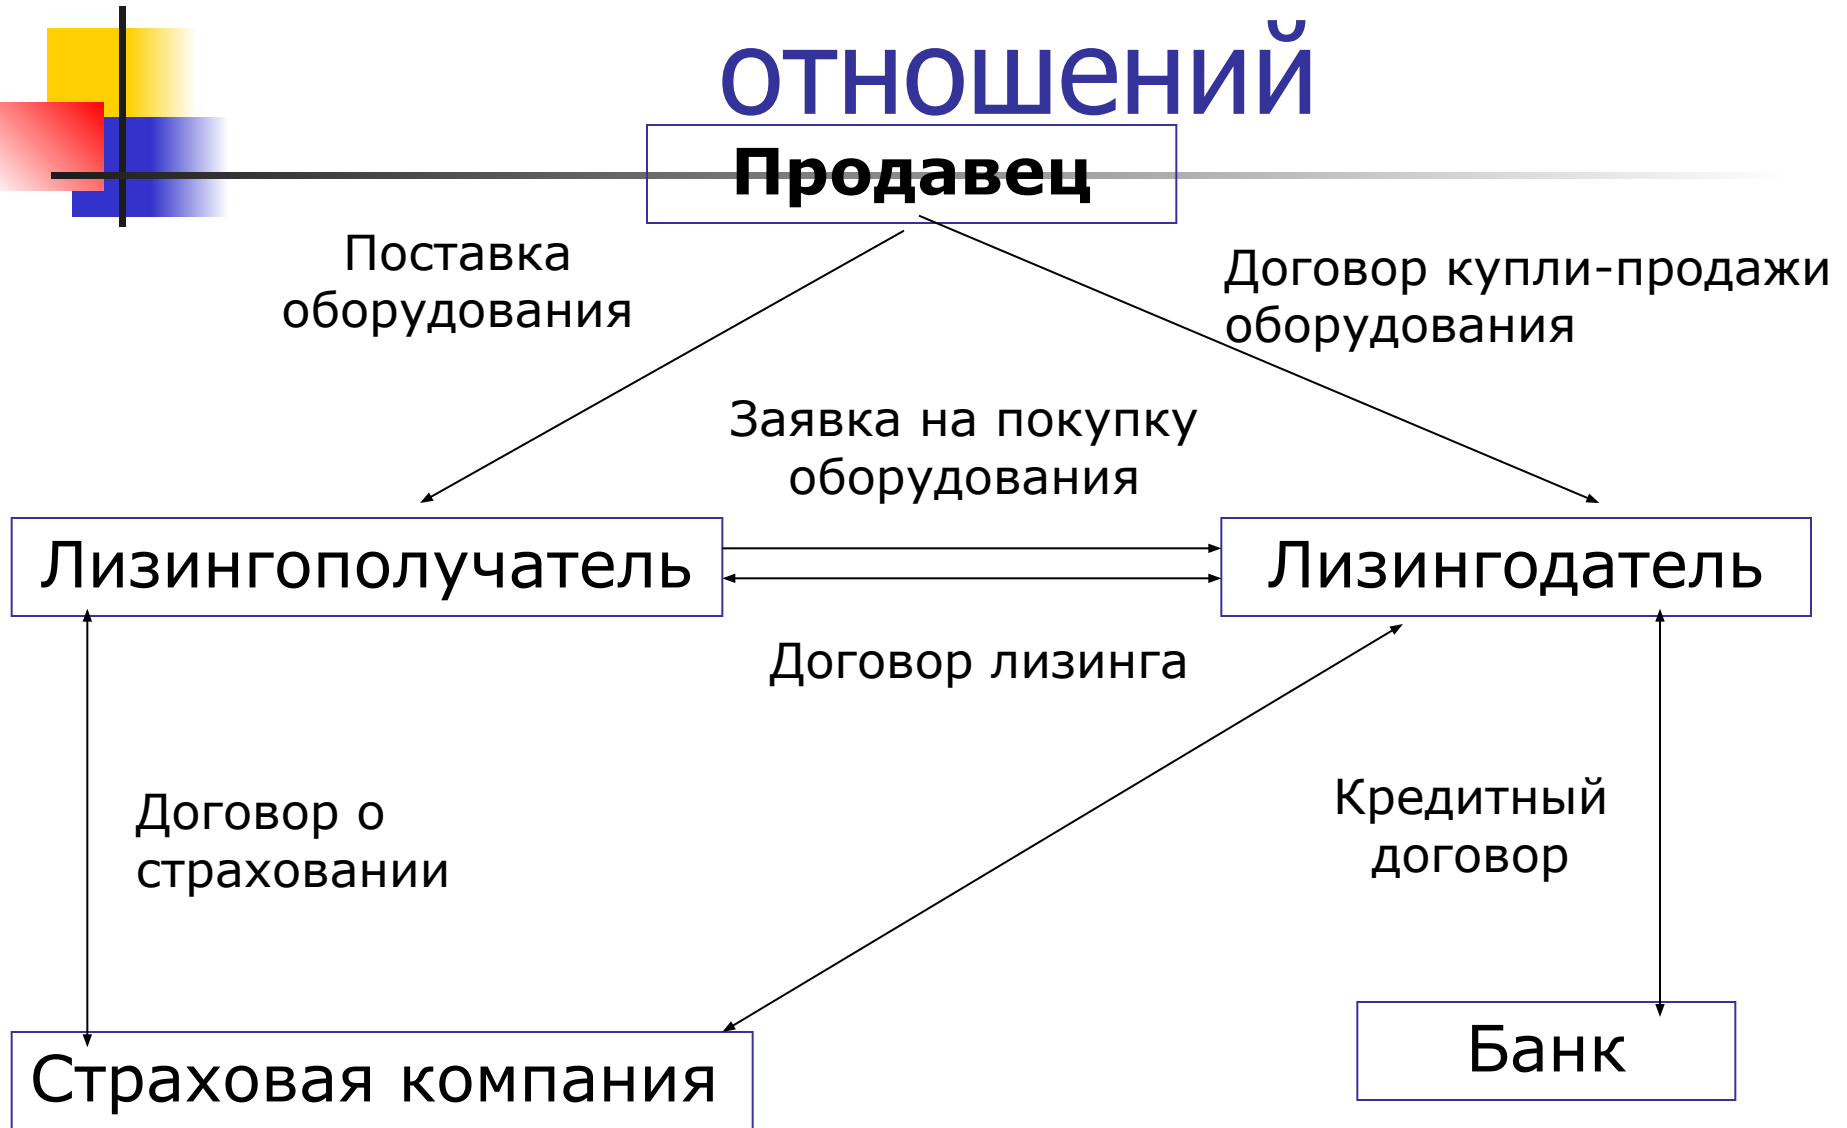 отношений
Продавец
Поставка
оборудования
Договор купли-продажи
оборудования
Заявка на покупку
оборудования
Лизингополучатель
Лизингодатель
Договор лизинга
Договор о
страховании
Кредитный
договор
Страховая компания
Банк